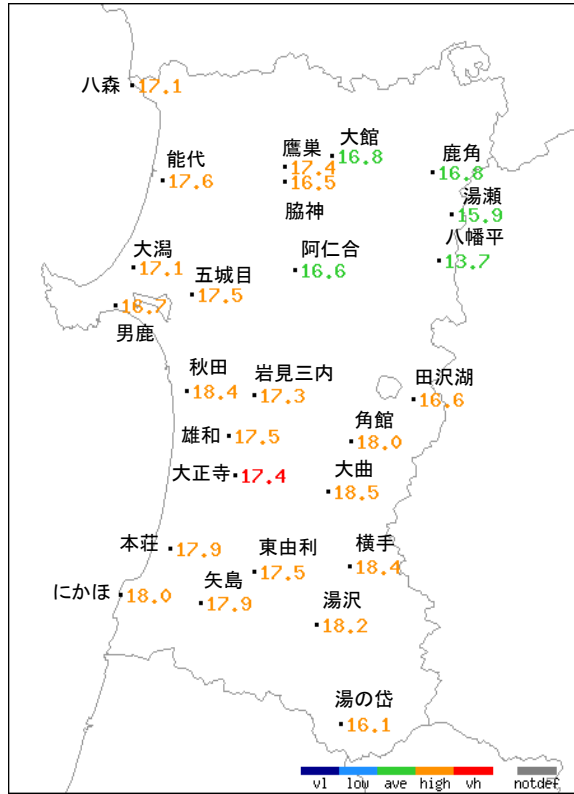 八森
17.1
大館
16.8
鷹巣
17.4
16.5
脇神
鹿角
16.8
能代
17.6
湯瀬
15.9
八幡平
13.7
大潟
17.1
阿仁合
16.6
五城目
17.5
16.7
男鹿
秋田
18.4
岩見三内
17.3
田沢湖
16.6
雄和
17.5
角館
18.0
大正寺
17.4
大曲
18.5
本荘
17.9
東由利
17.5
横手
18.4
にかほ
18.0
矢島
17.9
湯沢
18.2
湯の岱
16.1
vl low ave high vh notdef